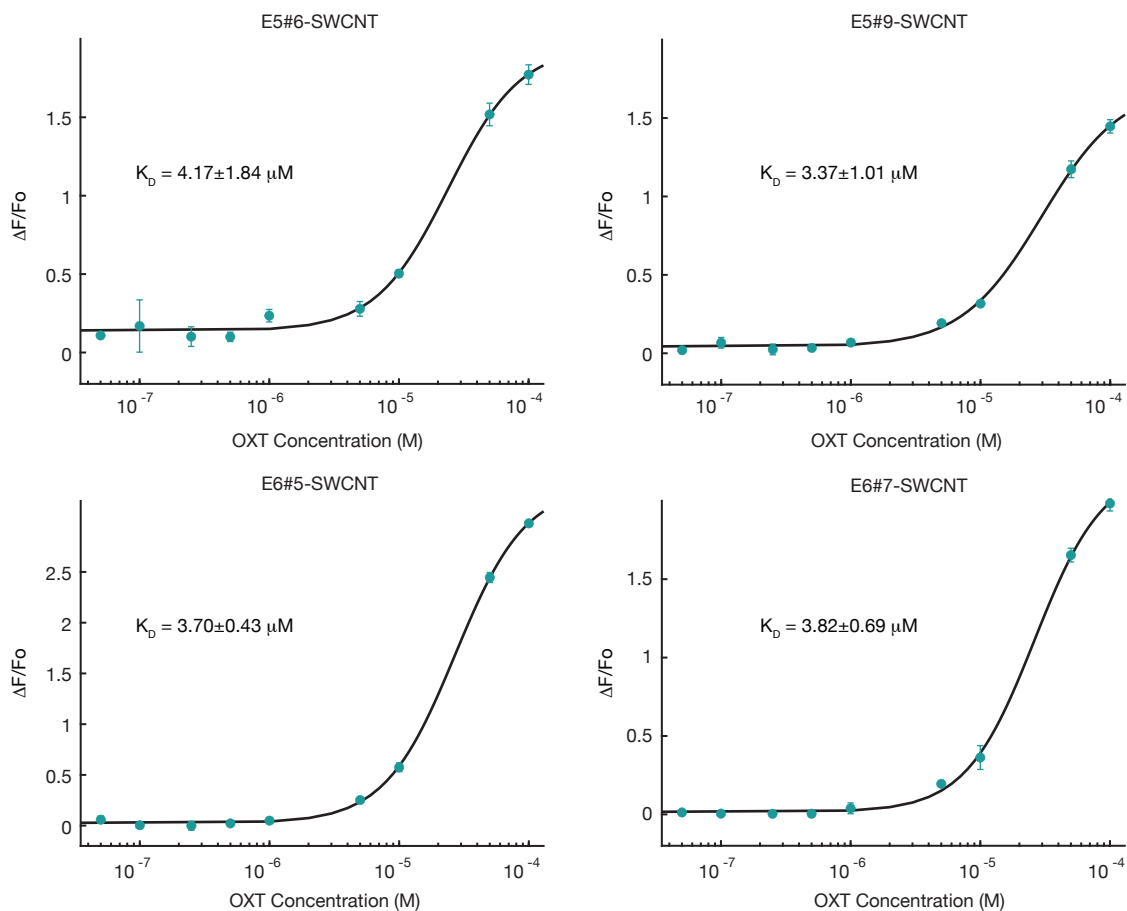 E5#6-SWCNT
ΔF/Fo
1.5
1
0.5
0
K_D = 4.17±1.84 µM
10^-7 10^-6 10^-5 10^-4
OXT Concentration (M)
E5#9-SWCNT
ΔF/Fo
1.5
1
0.5
0
K_D = 3.37±1.01 µM
10^-7 10^-6 10^-5 10^-4
OXT Concentration (M)
E6#5-SWCNT
ΔF/Fo
2.5
2
1.5
1
0.5
0
K_D = 3.70±0.43 µM
10^-7 10^-6 10^-5 10^-4
OXT Concentration (M)
E6#7-SWCNT
ΔF/Fo
1.5
1
0.5
0
K_D = 3.82±0.69 µM
10^-7 10^-6 10^-5 10^-4
OXT Concentration (M)